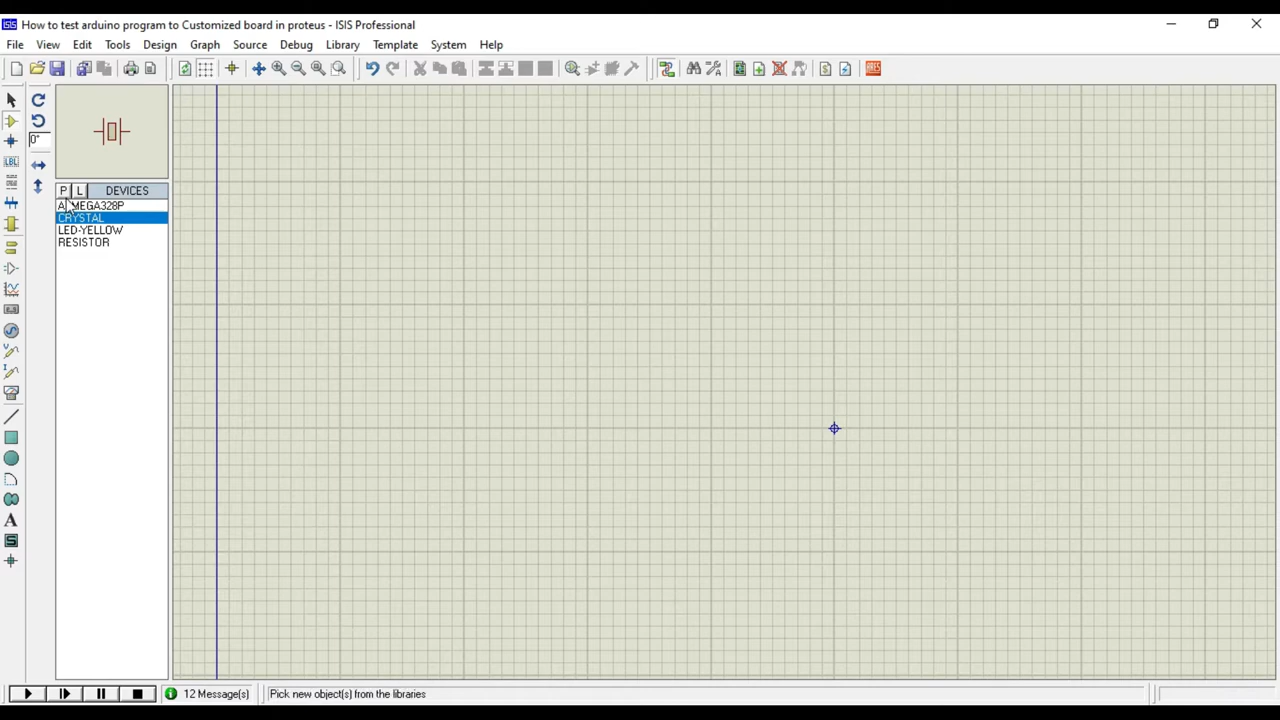 ISIS How to test arduino program to Customized board in proteus - ISIS Professional
File View Edit Tools Design Graph Source Debug Library Template System Help
0°
P L DEVICES
CRYSTAL
LED-YELLOW
RESISTOR
LBL
A
S
12 Message(s) Pick new object(s) from the libraries